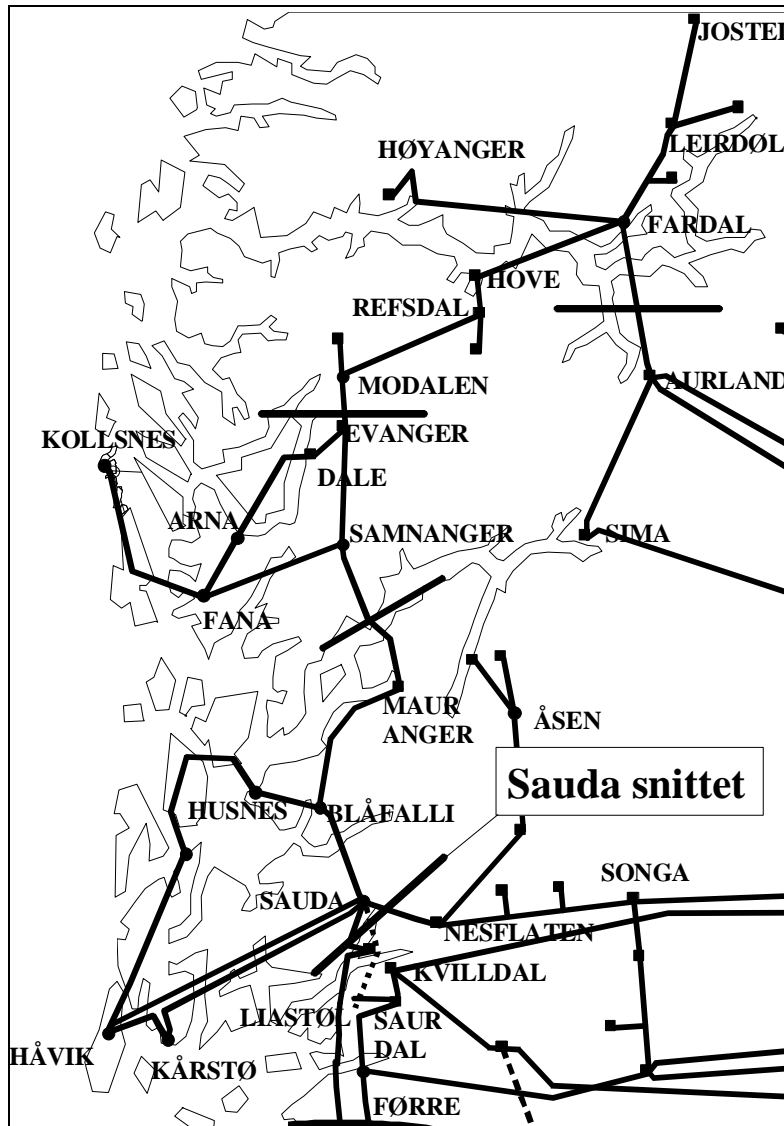 JOSTED
LEIRDØL
HØYANGER
FARDAL
HOVE
REFSDAL
AURLAND
MODALEN
EVANGER
KOLLSNES
DALE
ARNA
SAMNANGER
SIMA
FANA
MAUR
ANGER
ÅSEN
Sauda snittet
HUSNES
BLÅFALLI
SONGA
SAUDA
NESFLATEN
KVILLDAL
LIASTØL
SAUR
DAL
HÅVIK
KÅRSTØ
FØRRE